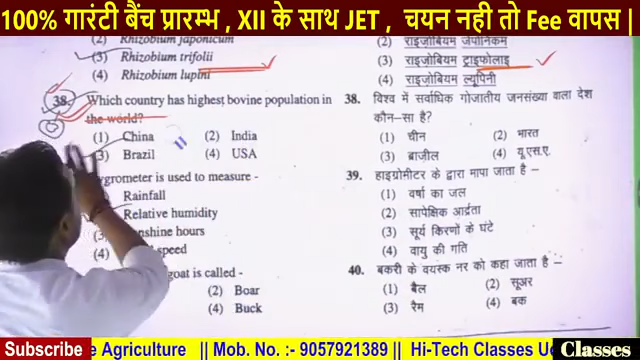 100% गारंटी बैंच प्रारम्भ , XII के साथ JET , चयन नही तो Fee वापस |
(2) Rhizobium japonicum
(3) Rhizobium trifolii
(4) Rhizobium lupini
38. Which country has highest bovine population in
the world?
(1) China (2) India
(3) Brazil (4) USA
ygrometer is used to measure -
Rainfall
Relative humidity
(3) nshine hours
(4) speed
goat is called -
(2) Boar
(4) Buck
(2) राइज़ोबियम जेपोनिकम
(3) राइज़ोबियम ट्राइफोलाइ
(4) राइज़ोबियम ल्यूपिनी
38. विश्व में सर्वाधिक गोजातीय जनसंख्या वाला देश
कौन-सा है?
(1) चीन (2) भारत
(3) ब्राज़ील (4) यू.एस.ए.
39. हाइग्रोमीटर के द्वारा मापा जाता है –
(1) वर्षा का जल
(2) सापेक्षिक आर्द्रता
(3) सूर्य किरणों के घंटे
(4) वायु की गति
40. बकरी के वयस्क नर को कहा जाता है –
(1) बैल (2) सूअर
(3) रैम (4) बक
Subscribe e Agriculture || Mob. No. :- 9057921389 || Hi-Tech Classes U Classes